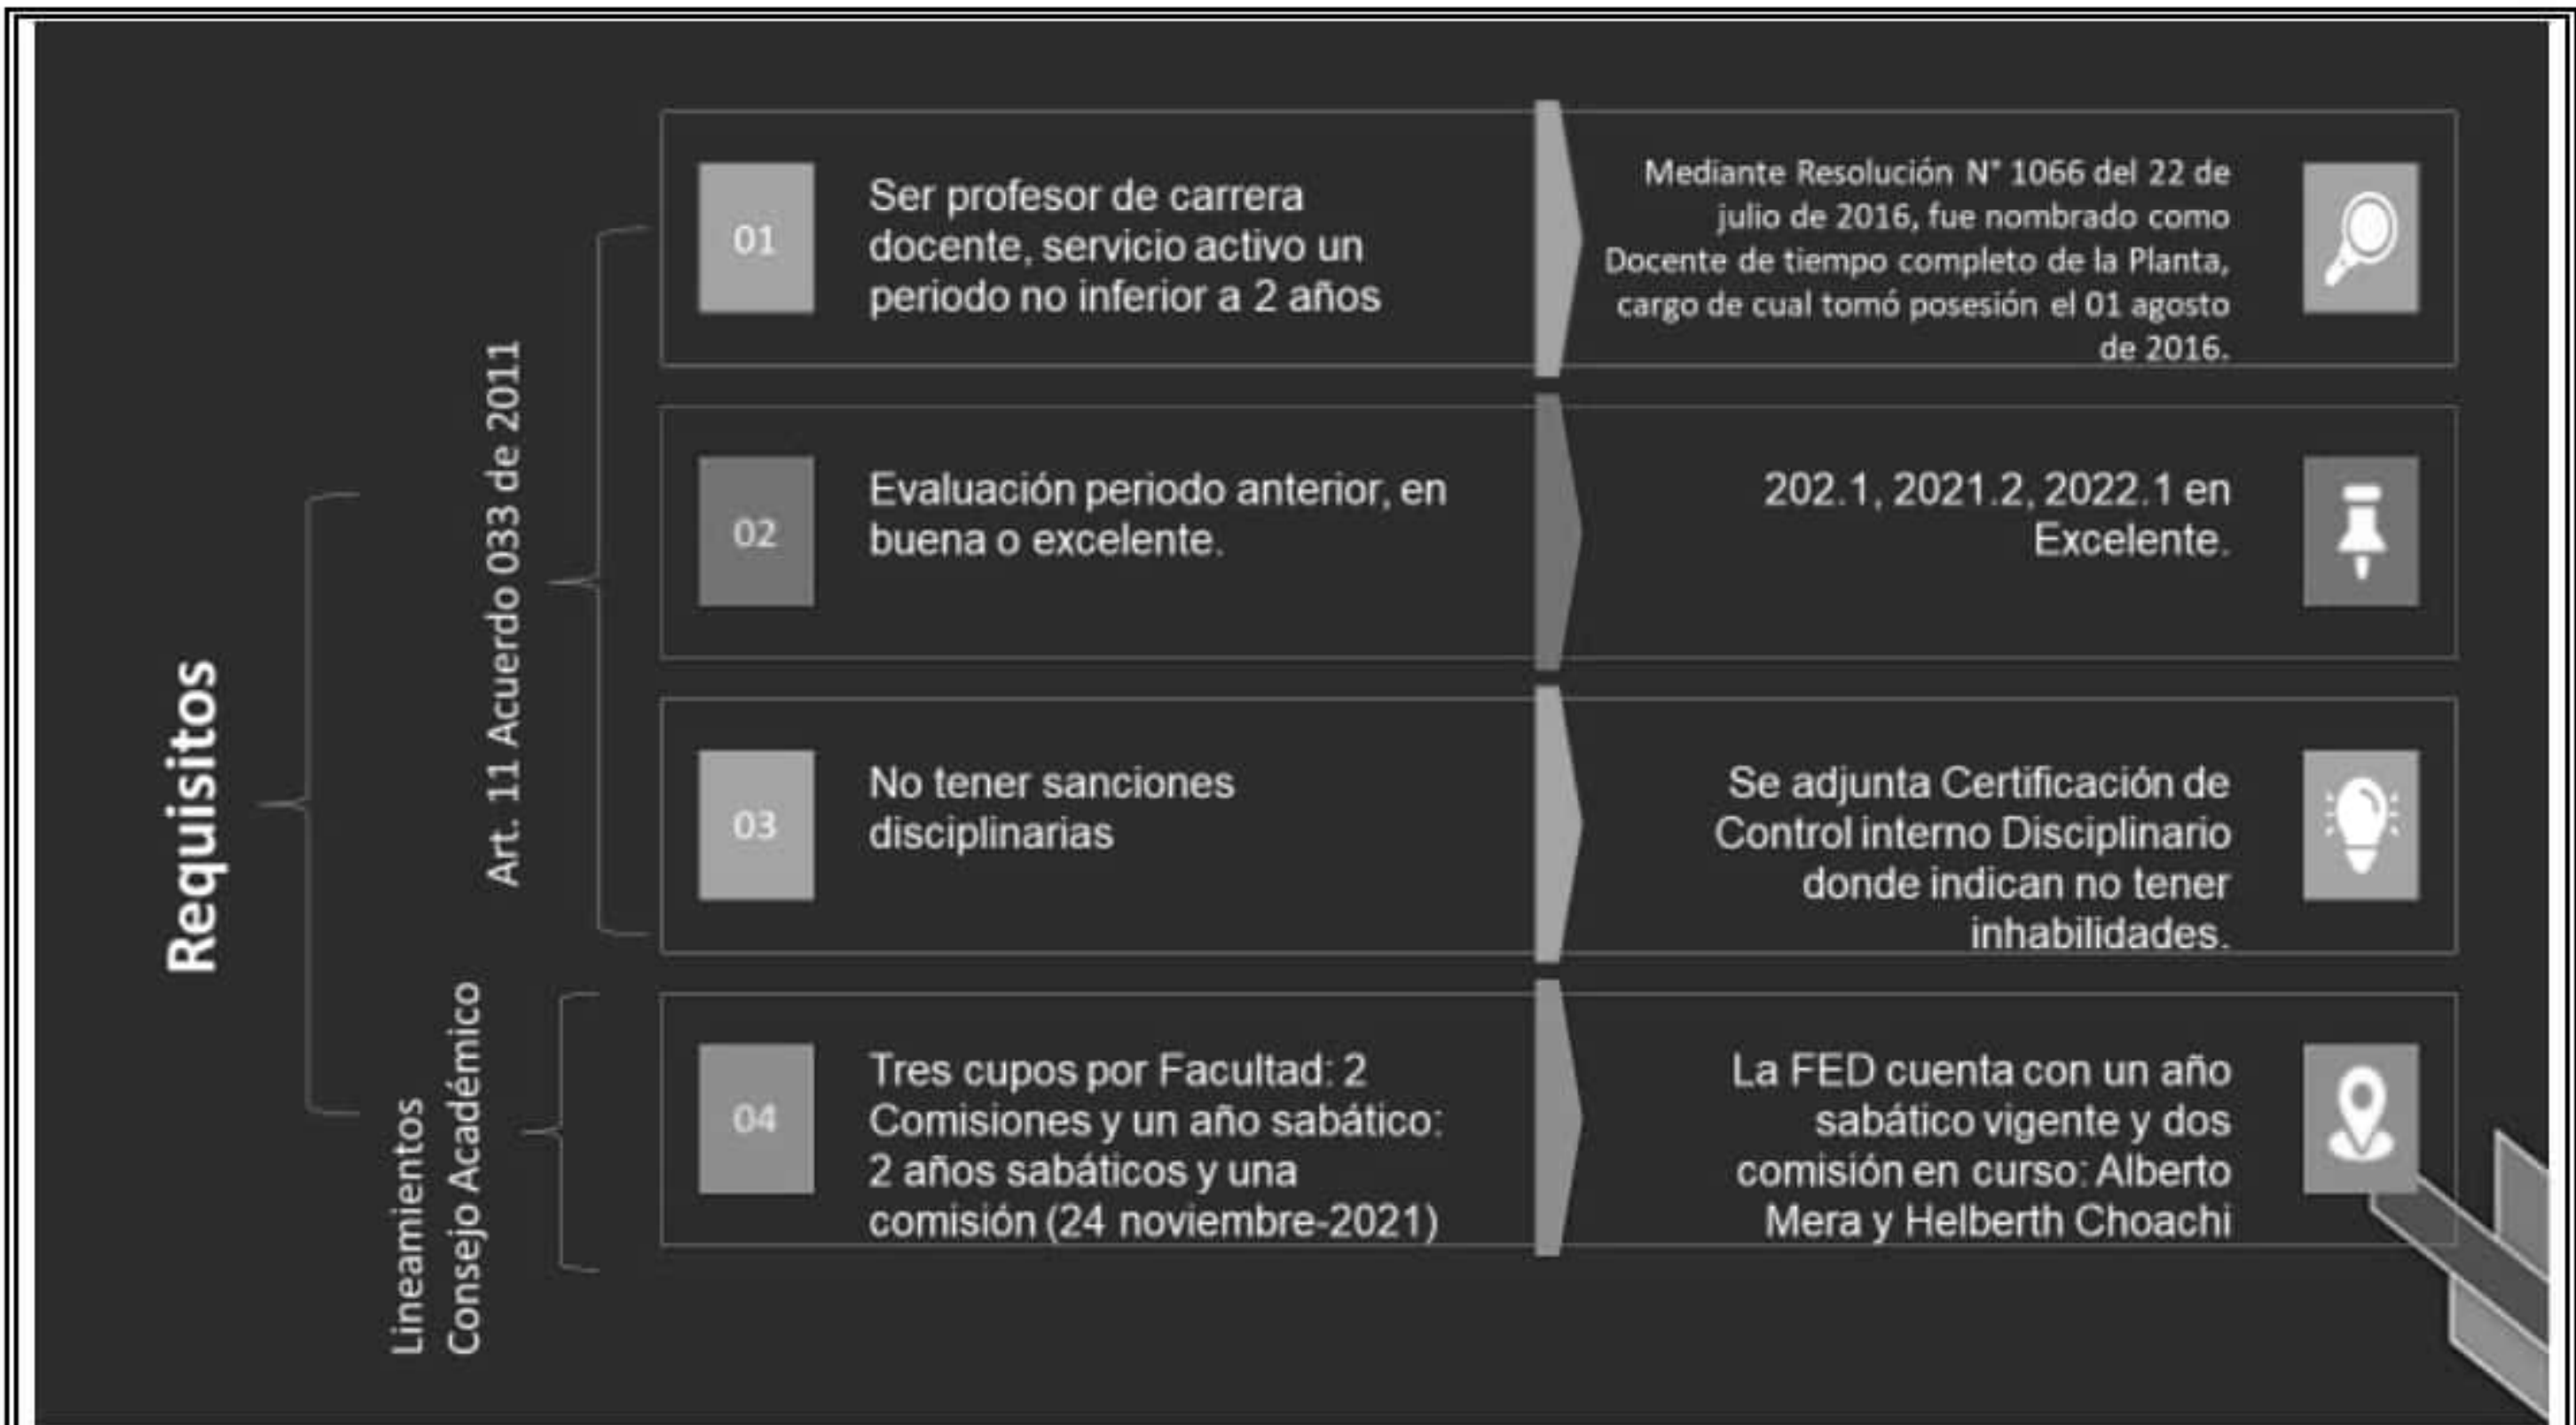 Requisitos
Art. 11 Acuerdo 033 de 2011
01
Ser profesor de carrera
docente, servicio activo un
periodo no inferior a 2 años
Mediante Resolución N° 1066 del 22 de
julio de 2016, fue nombrado como
Docente de tiempo completo de la Planta,
cargo de cual tomó posesión el 01 agosto
de 2016.
02
Evaluación periodo anterior, en
buena o excelente.
202.1, 2021.2, 2022.1 en
Excelente.
03
No tener sanciones
disciplinarias
Se adjunta Certificación de
Control interno Disciplinario
donde indican no tener
inhabilidades.
Lineamientos
Consejo Académico
04
Tres cupos por Facultad: 2
Comisiones y un año sabático:
2 años sabáticos y una
comisión (24 noviembre-2021)
La FED cuenta con un año
sabático vigente y dos
comisión en curso: Alberto
Mera y Helberth Choachi